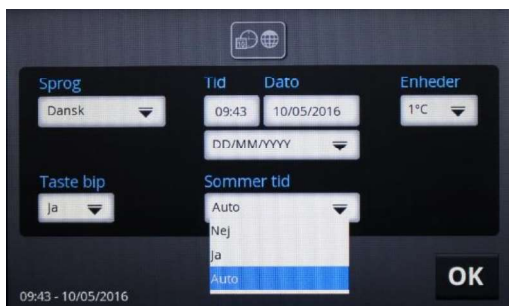 10
Sprog Tid Dato Enheder
Dansk 09:43 10/05/2016 1°C
DD/MM/YYYY
Taste bip Sommer tid
Ja Auto
Nej
Ja
Auto
OK
09:43 - 10/05/2016